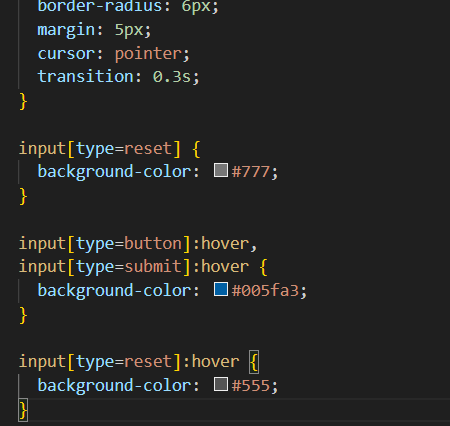 border-radius: 6px;
margin: 5px;
cursor: pointer;
transition: 0.3s;
}
input[type=reset] {
background-color: #777;
}
input[type=button]:hover,
input[type=submit]:hover {
background-color: #005fa3;
}
input[type=reset]:hover {
background-color: #555;
}